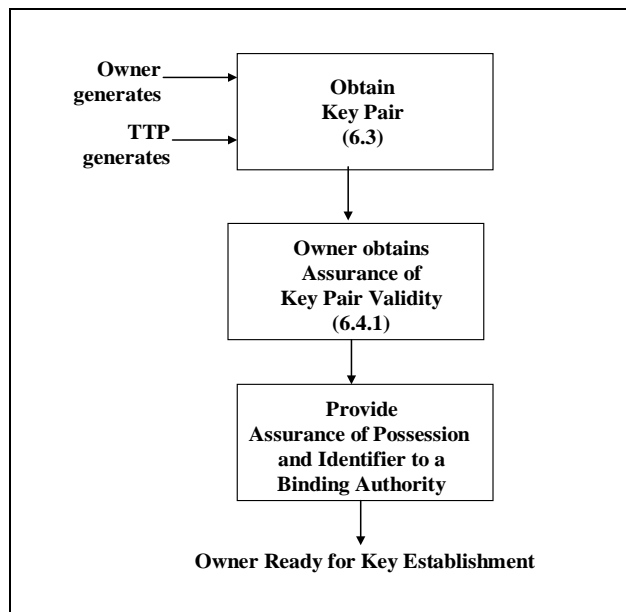 Owner
generates
TTP
generates
Obtain
Key Pair
(6.3)
Owner obtains
Assurance of
Key Pair Validity
(6.4.1)
Provide
Assurance of Possession
and Identifier to a
Binding Authority
Owner Ready for Key Establishment